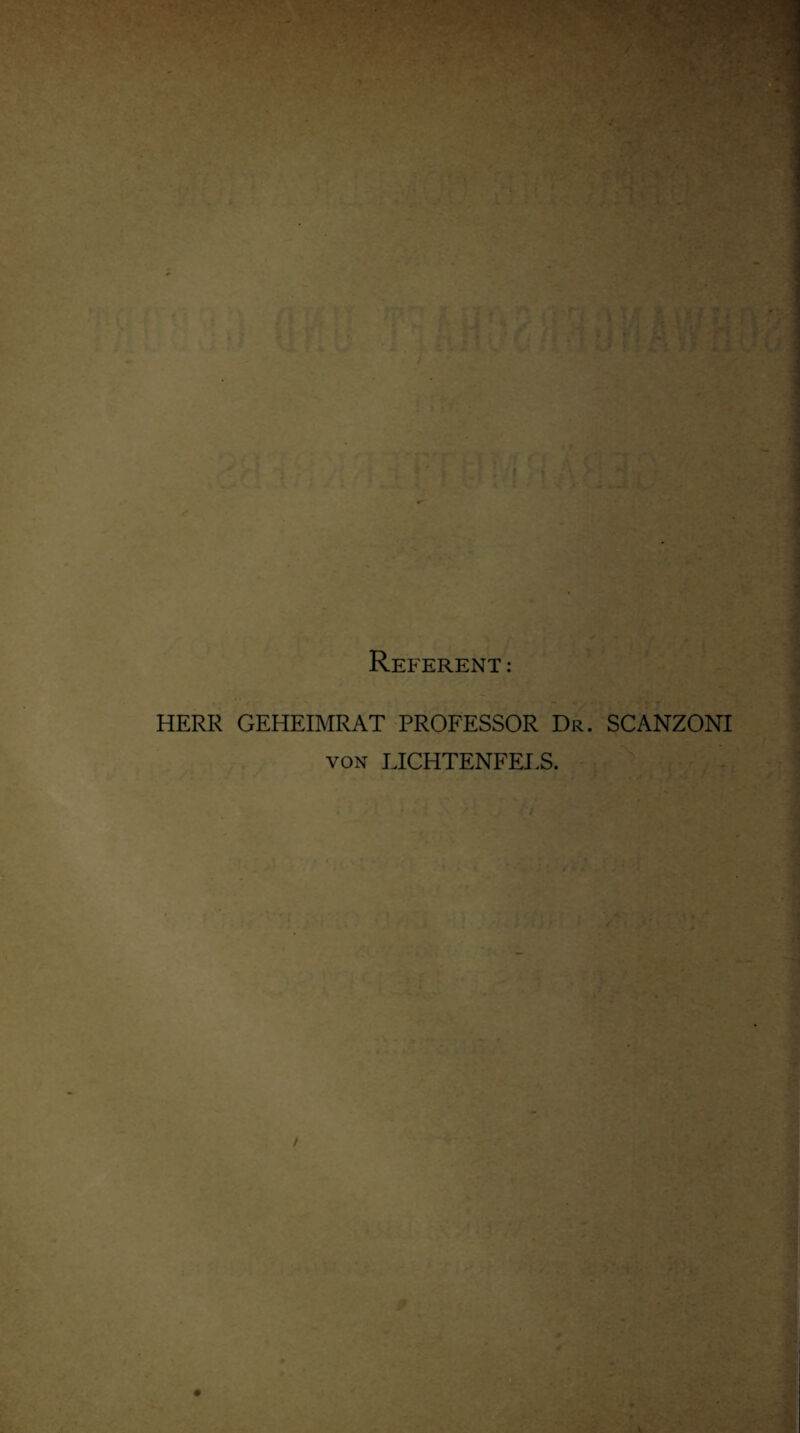 REFERENT:
HERR GEHEIMRAT PROFESSOR DR. SCANZONI
VON LICHTENFELS.